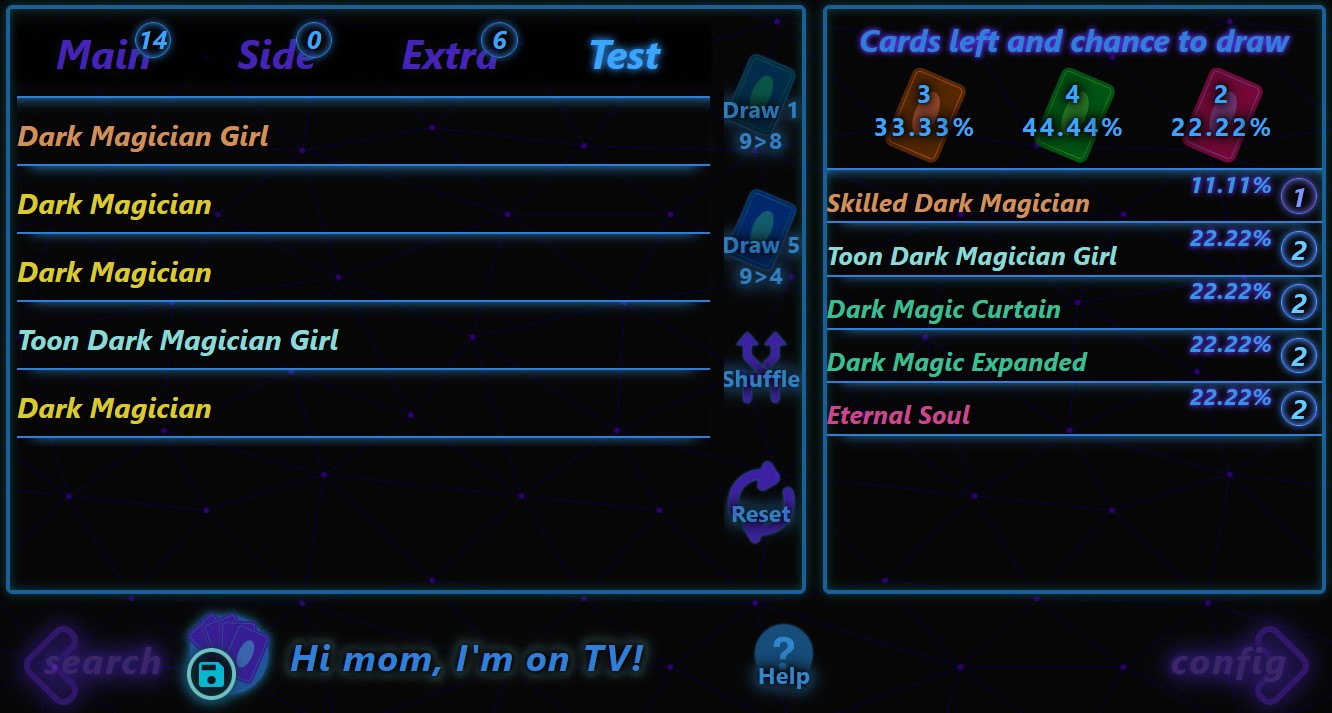 Main 14 Side 0 Extra 6 Test
Dark Magician Girl
Dark Magician
Dark Magician
Toon Dark Magician Girl
Dark Magician
Draw 1
9>8
Draw 5
9>4
Shuffle
Reset
Cards left and chance to draw
3 4 2
33.33% 44.44% 22.22%
Skilled Dark Magician 11.11% 1
Toon Dark Magician Girl 22.22% 2
Dark Magic Curtain 22.22% 2
Dark Magic Expanded 22.22% 2
Eternal Soul 22.22% 2
search
Hi mom, I'm on TV!
?
Help
config